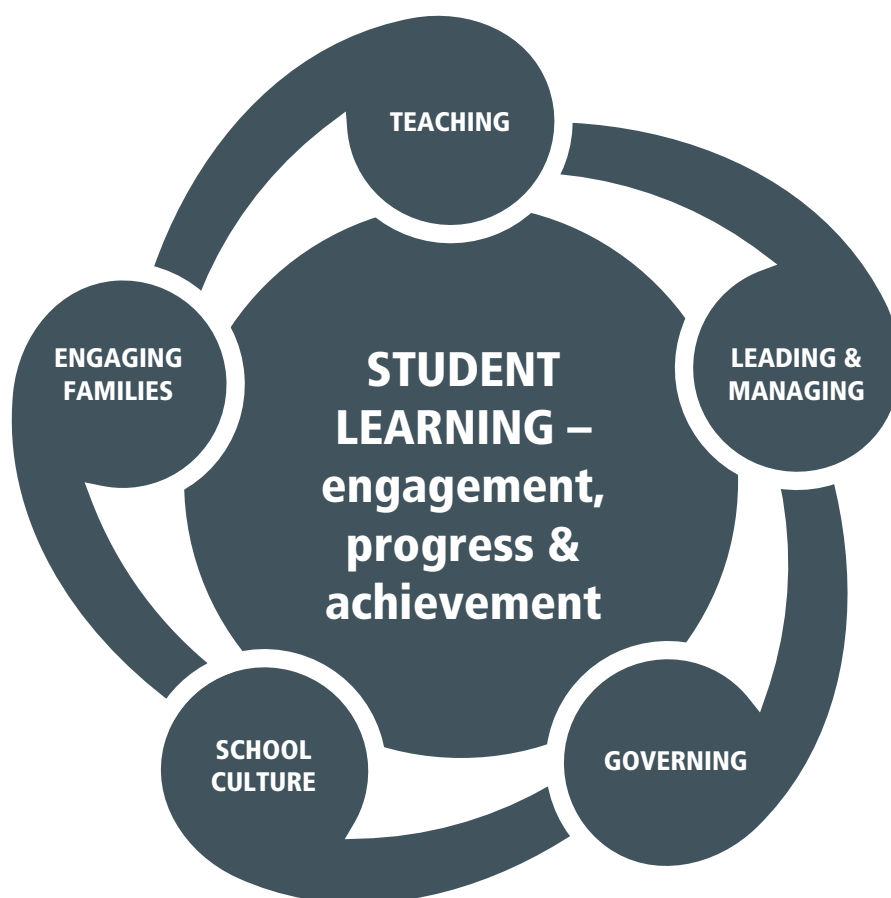 TEACHING
LEADING &
MANAGING
GOVERNING
SCHOOL
CULTURE
ENGAGING
FAMILIES
STUDENT
LEARNING –
engagement,
progress &
achievement